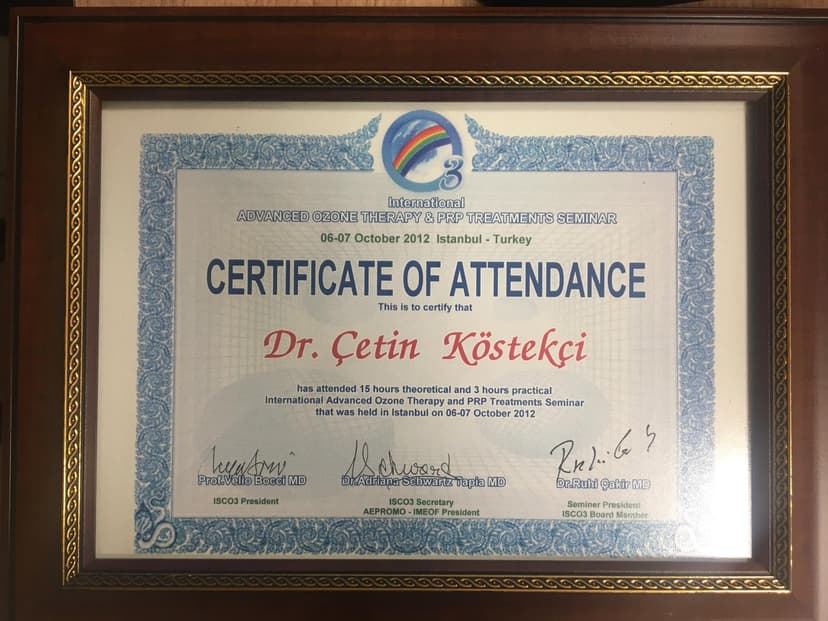 3
International
ADVANCED OZONE THERAPY & PRP TREATMENTS SEMINAR
06-07 October 2012 Istanbul - Turkey
CERTIFICATE OF ATTENDANCE
This is to certify that
Dr. Çetin Köstekçi
has attended 15 hours theoretical and 3 hours practical
International Advanced Ozone Therapy and PRP Treatments Seminar
that was held in Istanbul on 06-07 October 2012
Prof.Velio Bocci MD
ISCO3 President
Dr.Adriana Schwartz Tapia MD
ISCO3 Secretary
AEPROMO - IMEOF President
Dr.Ruhi Çakir MD
Seminer President
ISCO3 Board Member